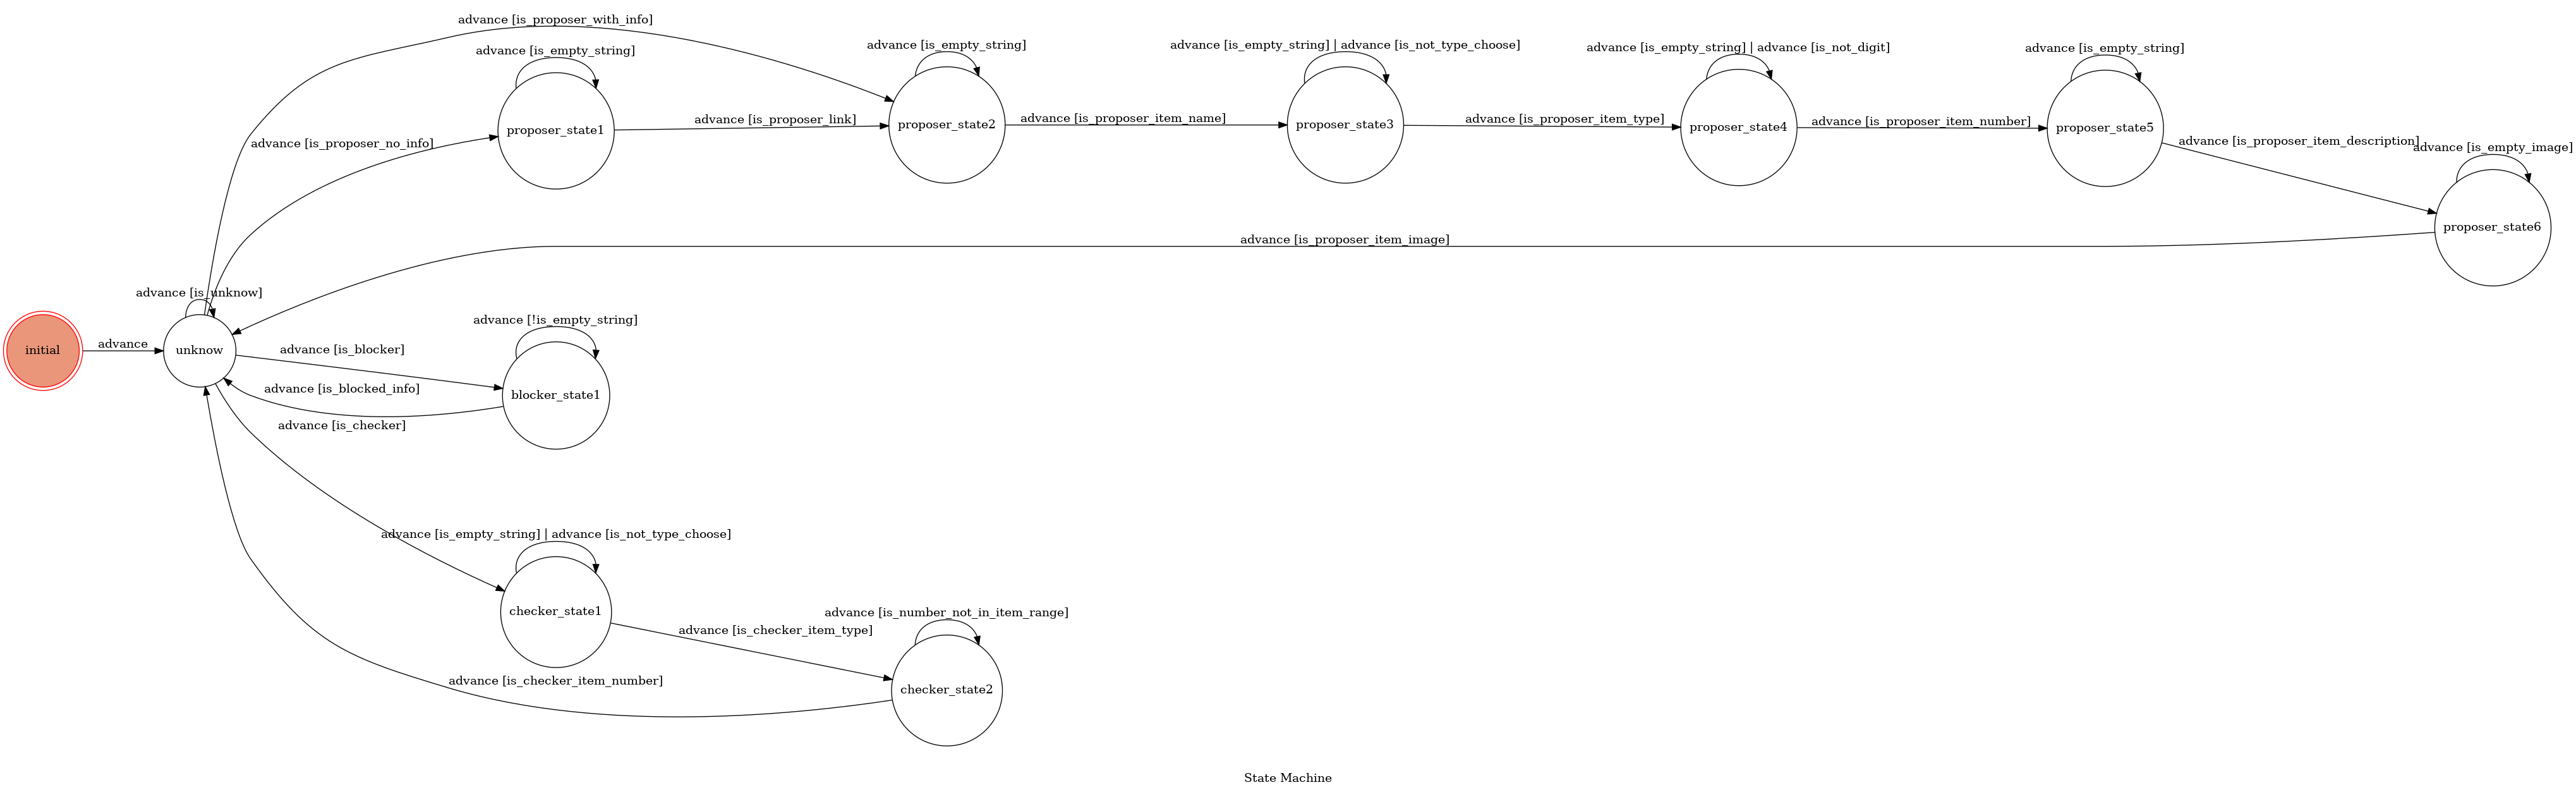 advance [is_proposer_with_info]
advance [is_empty_string]
advance [is_empty_string]
advance [is_empty_string] | advance [is_not_type_choose]
advance [is_empty_string] | advance [is_not_digit]
advance [is_empty_string]
proposer_state1
advance [is_proposer_link]
proposer_state2
advance [is_proposer_item_name]
proposer_state3
advance [is_proposer_item_type]
proposer_state4
advance [is_proposer_item_number]
proposer_state5
advance [is_proposer_item_description]
advance [is_empty_image]
advance [is_proposer_no_info]
proposer_state6
advance [is_proposer_item_image]
advance [is_unknow]
initial
advance
unknow
advance [is_blocker]
advance [!is_empty_string]
advance [is_blocked_info]
blocker_state1
advance [is_checker]
advance [is_empty_string] | advance [is_not_type_choose]
checker_state1
advance [is_checker_item_type]
advance [is_number_not_in_item_range]
advance [is_checker_item_number]
checker_state2
State Machine